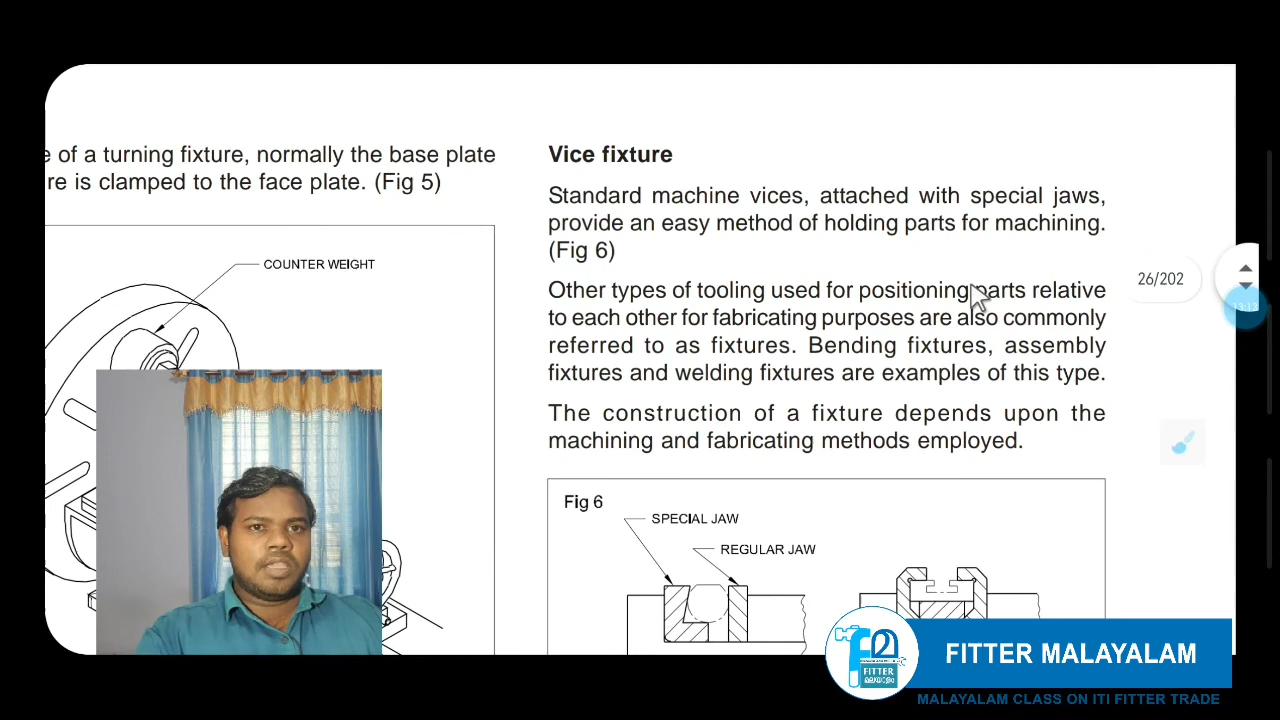 e of a turning fixture, normally the base plate
re is clamped to the face plate. (Fig 5)
COUNTER WEIGHT
Vice fixture
Standard machine vices, attached with special jaws,
provide an easy method of holding parts for machining.
(Fig 6)
Other types of tooling used for positioning parts relative
to each other for fabricating purposes are also commonly
referred to as fixtures. Bending fixtures, assembly
fixtures and welding fixtures are examples of this type.
The construction of a fixture depends upon the
machining and fabricating methods employed.
Fig 6
SPECIAL JAW
REGULAR JAW
26/202
13:13
FITTER
മലയാളം
FITTER MALAYALAM
MALAYALAM CLASS ON ITI FITTER TRADE